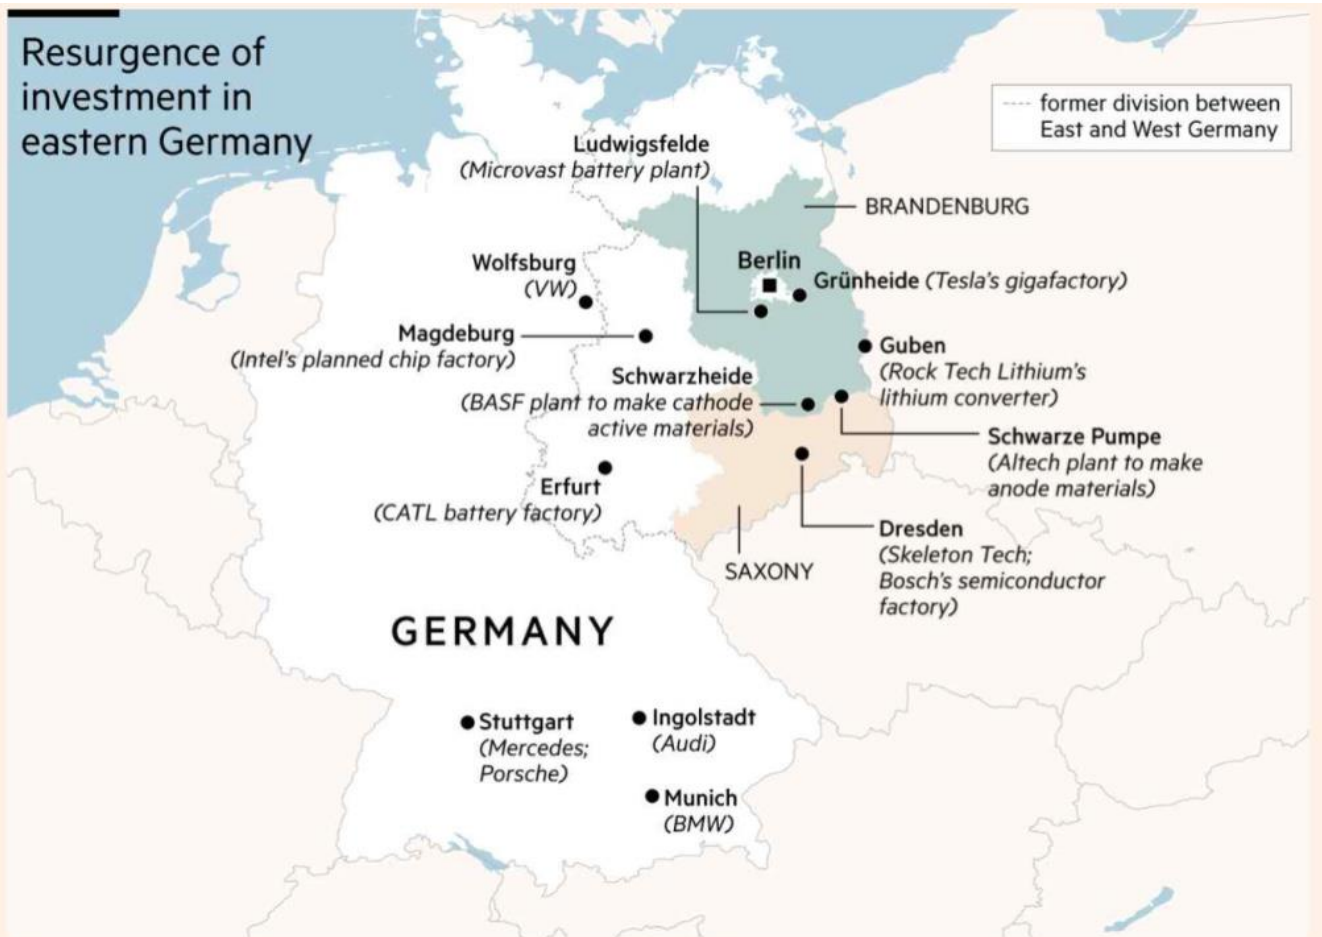 Resurgence of
investment in
eastern Germany
former division between
East and West Germany
Ludwigsfelde
(Microvast battery plant)
BRANDENBURG
Wolfsburg
(VW)
Berlin
Grünheide (Tesla's gigafactory)
Magdeburg
(Intel's planned chip factory)
Guben
(Rock Tech Lithium's
lithium converter)
Schwarzheide
(BASF plant to make cathode
active materials)
Schwarze Pumpe
(Altech plant to make
anode materials)
Erfurt
(CATL battery factory)
Dresden
(Skeleton Tech;
Bosch's semiconductor
factory)
SAXONY
GERMANY
Stuttgart
(Mercedes;
Porsche)
Ingolstadt
(Audi)
Munich
(BMW)